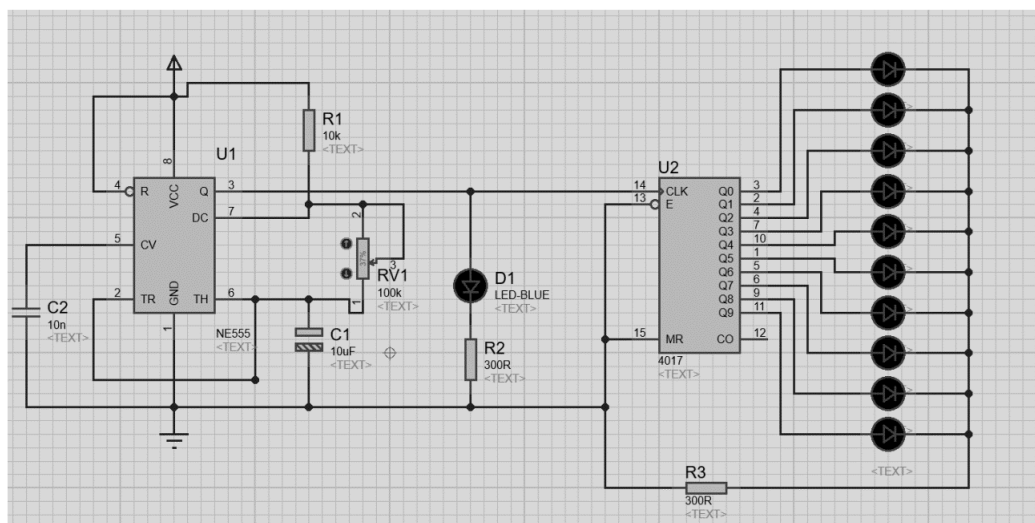 R1
10k
<TEXT>
U1
8
VCC
4
R
Q
3
DC
7
5
CV
2
TR
GND
TH
6
1
C2
10n
<TEXT>
NE555
<TEXT>
C1
10uF
<TEXT>
2
37%
3
RV1
100k
<TEXT>
1
D1
LED-BLUE
<TEXT>
R2
300R
<TEXT>
U2
14
CLK
13
E
15
MR
Q0
3
Q1
2
Q2
4
Q3
7
Q4
10
Q5
1
Q6
5
Q7
6
Q8
9
Q9
11
CO
12
4017
<TEXT>
<TEXT>
R3
300R
<TEXT>